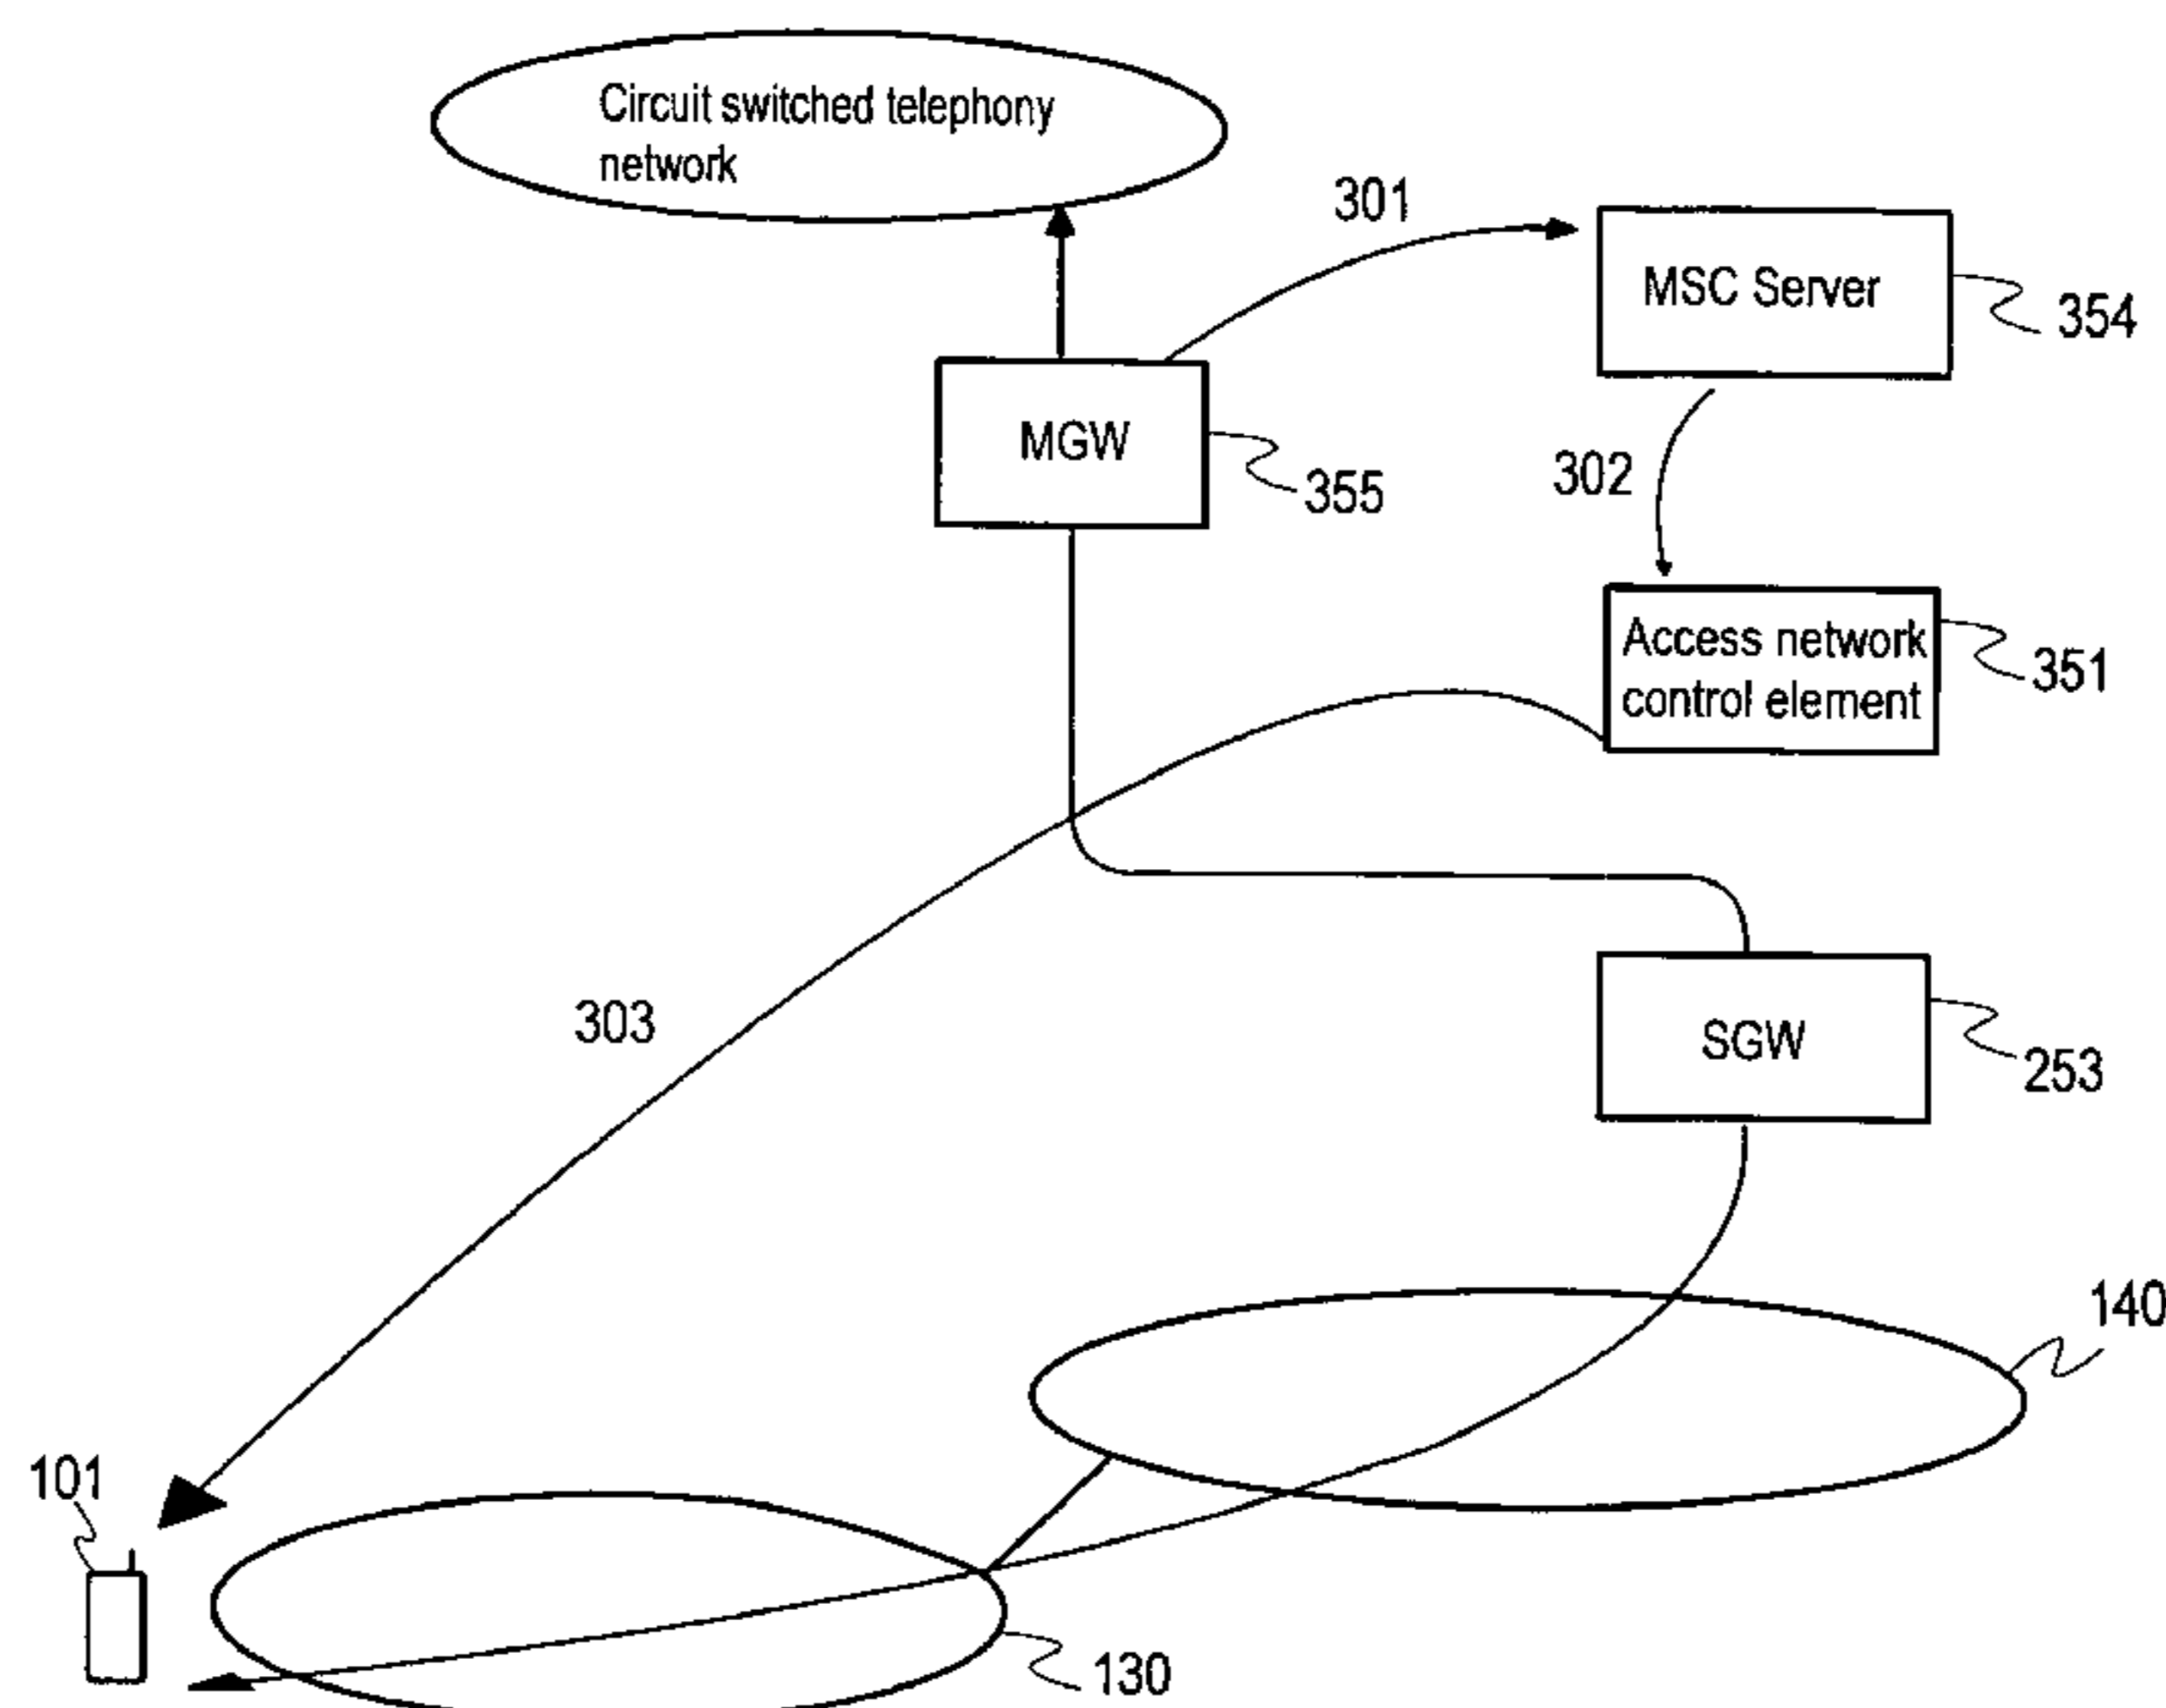 Circuit switched telephony
network
301
MSC Server
354
MGW
355
302
Access network
control element
351
303
SGW
253
140
101
130